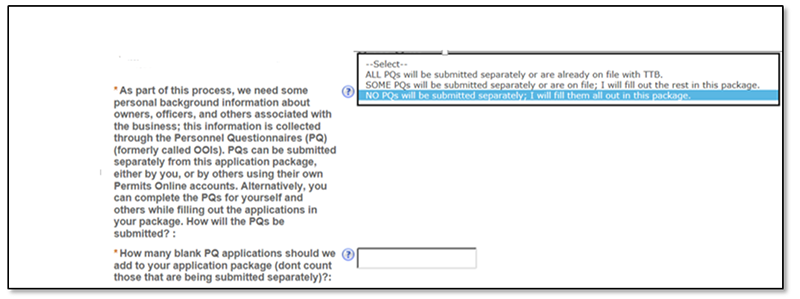 --Select--
ALL PQs will be submitted separately or are already on file with TTB.
SOME PQs will be submitted separately or are on file; I will fill out the rest in this package.
NO PQs will be submitted separately; I will fill them all out in this package.
*As part of this process, we need some
personal background information about
owners, officers, and others associated with
the business; this information is collected
through the Personnel Questionnaires (PQ)
(formerly called OOIs). PQs can be submitted
separately from this application package,
either by you, or by others using their own
Permits Online accounts. Alternatively, you
can complete the PQs for yourself and
others while filling out the applications in
your package. How will the PQs be
submitted? :
?
*How many blank PQ applications should we
add to your application package (dont count
those that are being submitted separately)?:
?